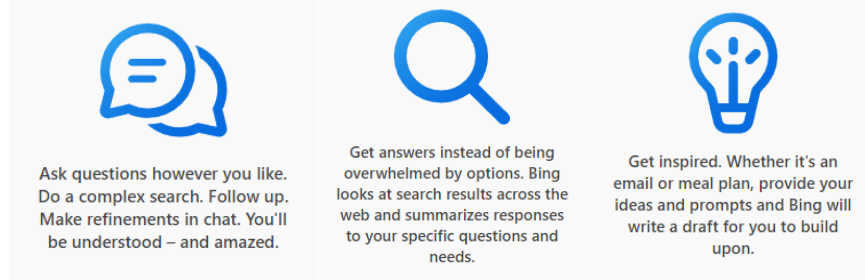 Ask questions however you like.
Do a complex search. Follow up.
Make refinements in chat. You'll
be understood – and amazed.
Get answers instead of being
overwhelmed by options. Bing
looks at search results across the
web and summarizes responses
to your specific questions and
needs.
Get inspired. Whether it's an
email or meal plan, provide your
ideas and prompts and Bing will
write a draft for you to build
upon.